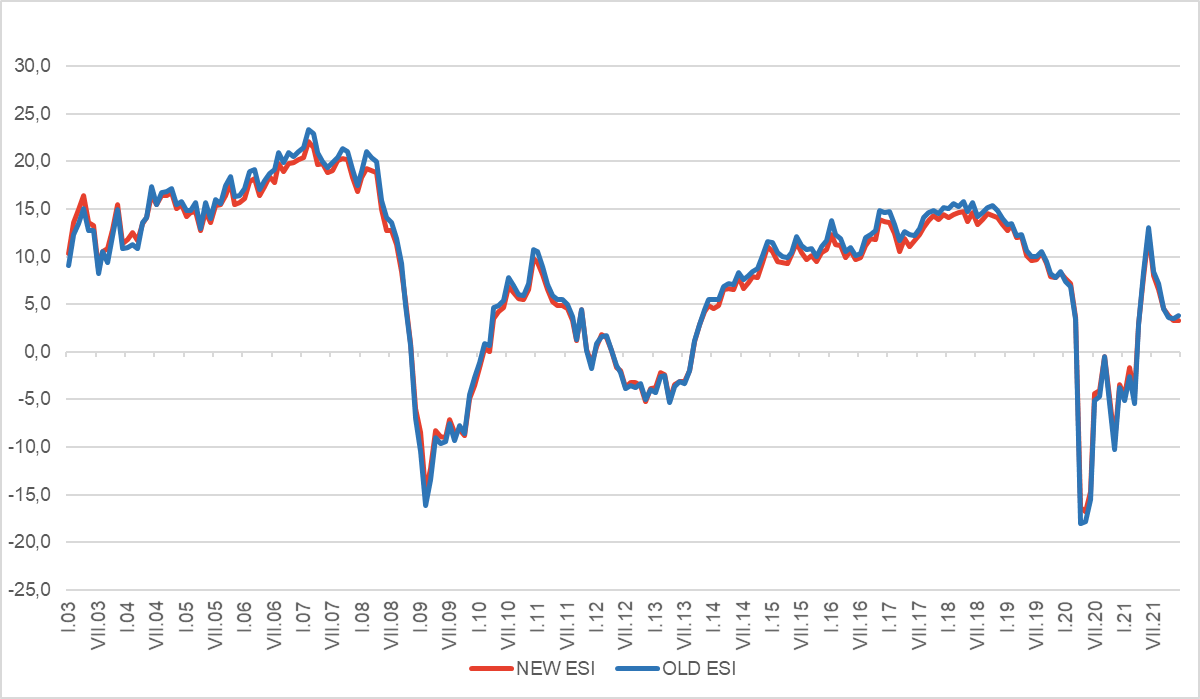 30,0
25,0
20,0
15,0
10,0
5,0
0,0
-5,0
-10,0
-15,0
-20,0
-25,0
I.03
VII.03
I.04
VII.04
I.05
VII.05
I.06
VII.06
I.07
VII.07
I.08
VII.08
I.09
VII.09
I.10
VII.10
I.11
VII.11
I.12
VII.12
I.13
VII.13
I.14
VII.14
I.15
VII.15
I.16
VII.16
I.17
VII.17
I.18
VII.18
I.19
VII.19
I.20
VII.20
I.21
VII.21
NEW ESI
OLD ESI